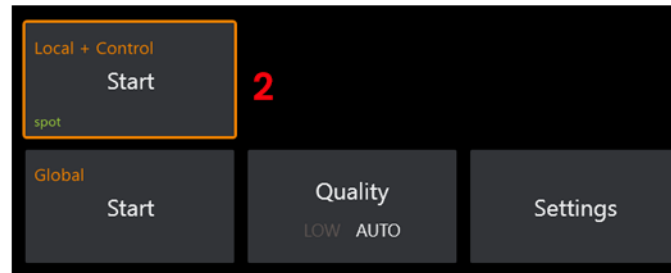 Local + Control
Start
2
spot
Global
Start
Quality
LOW AUTO
Settings